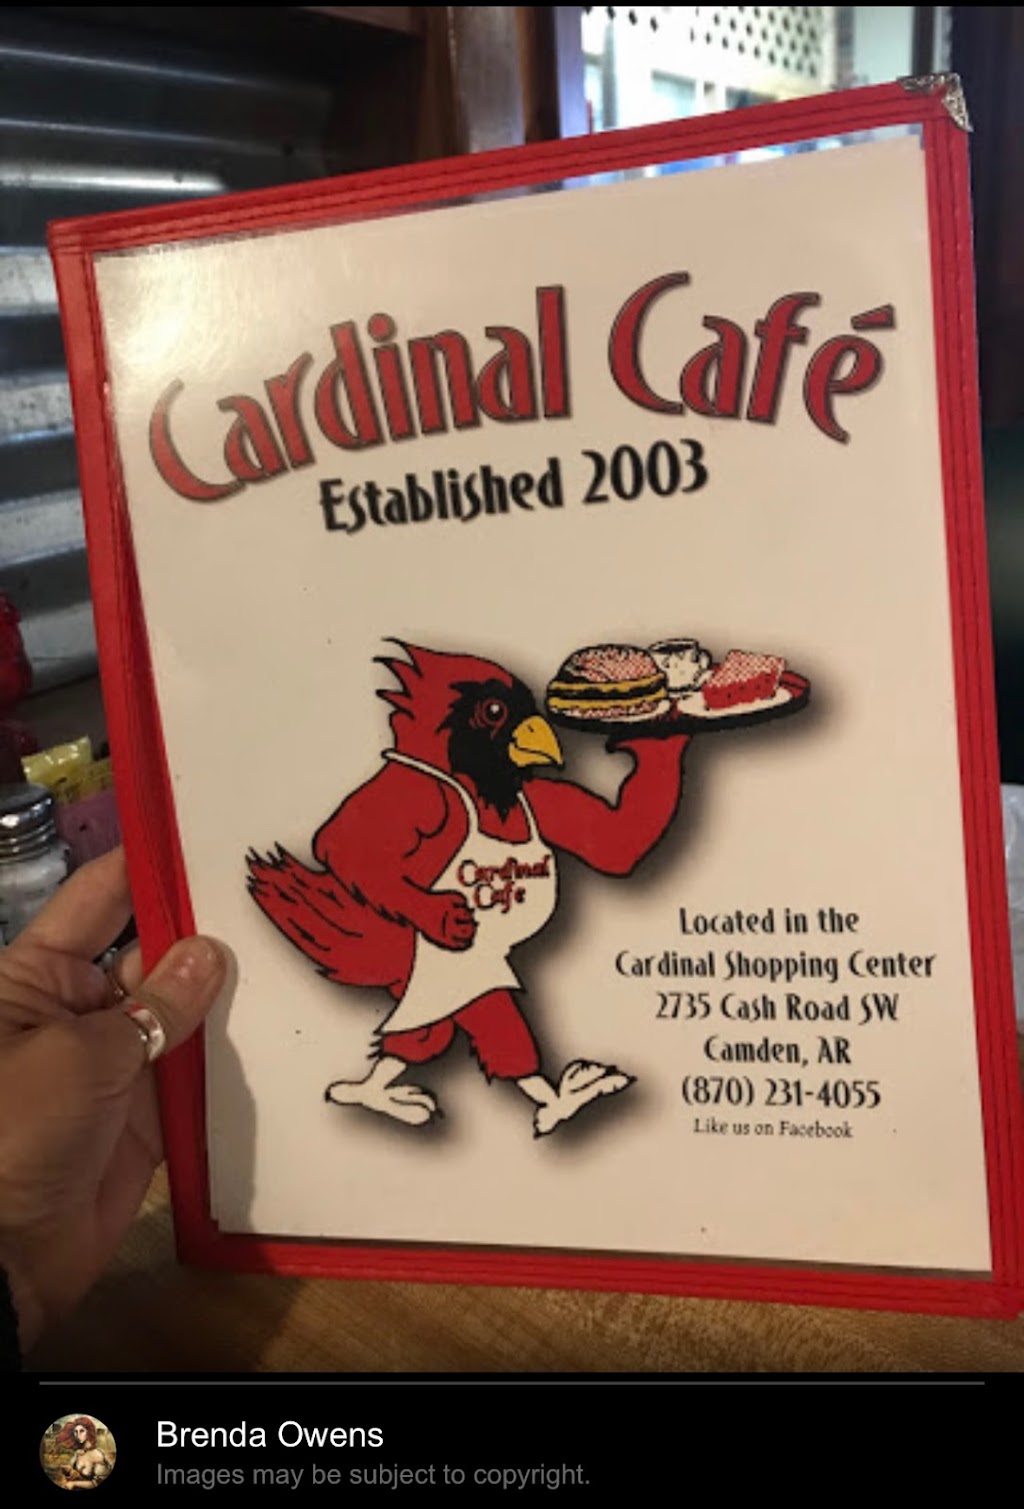 Cardinal Café
Established 2003
Cardinal
Cafe
Located in the
Cardinal Shopping Center
2735 Cash Road SW
Camden, AR
(870) 231-4055
Like us on Facebook
Brenda Owens
Images may be subject to copyright.